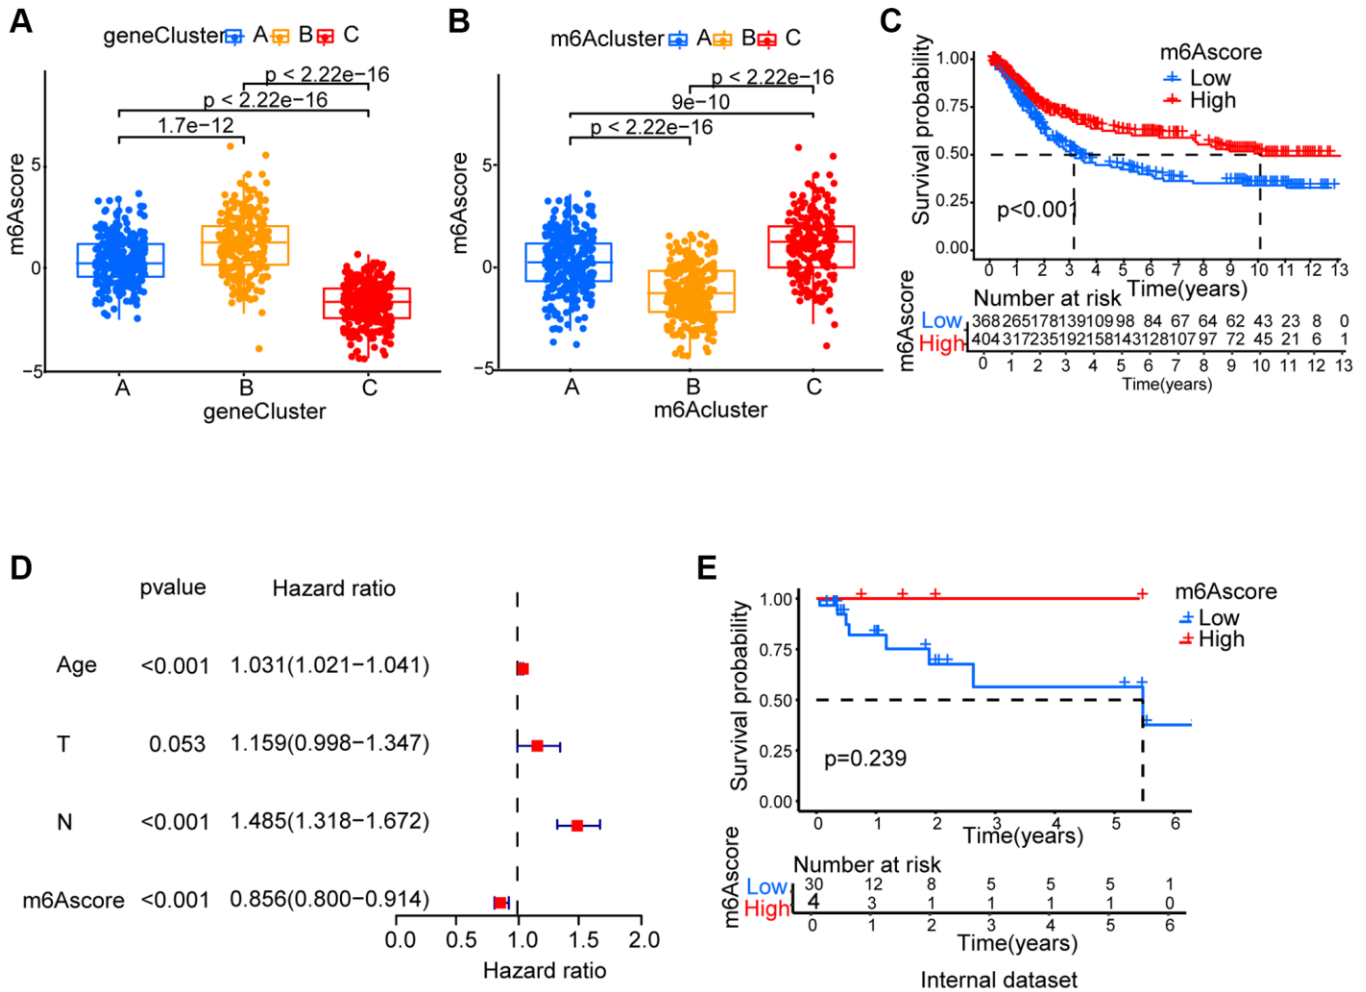 A
geneCluster A B C
p < 2.22e−16
p < 2.22e−16
1.7e−12
m6Ascore
5
0
−5
A B C
geneCluster
B
m6Acluster A B C
p < 2.22e−16
9e−10
p < 2.22e−16
m6Ascore
5
0
−5
A B C
m6Acluster
C
m6Ascore
Low
High
Survival probability
1.00
0.75
0.50
0.25
0.00
p<0.001
0 1 2 3 4 5 6 7 8 9 10 11 12 13
Time(years)
Number at risk
m6Ascore
Low 368 265 178 139 109 98 84 67 64 62 43 23 8 0
High 404 317 235 192 158 143 128 107 97 72 45 21 6 1
0 1 2 3 4 5 6 7 8 9 10 11 12 13
Time(years)
D
pvalue Hazard ratio
Age <0.001 1.031(1.021−1.041)
T 0.053 1.159(0.998−1.347)
N <0.001 1.485(1.318−1.672)
m6Ascore <0.001 0.856(0.800−0.914)
0.0 0.5 1.0 1.5 2.0
Hazard ratio
E
m6Ascore
Low
High
Survival probability
1.00
0.75
0.50
0.25
0.00
p=0.239
0 1 2 3 4 5 6
Time(years)
Number at risk
m6Ascore
Low 30 12 8 5 5 5 1
High 4 3 1 1 1 1 0
0 1 2 3 4 5 6
Time(years)
Internal dataset